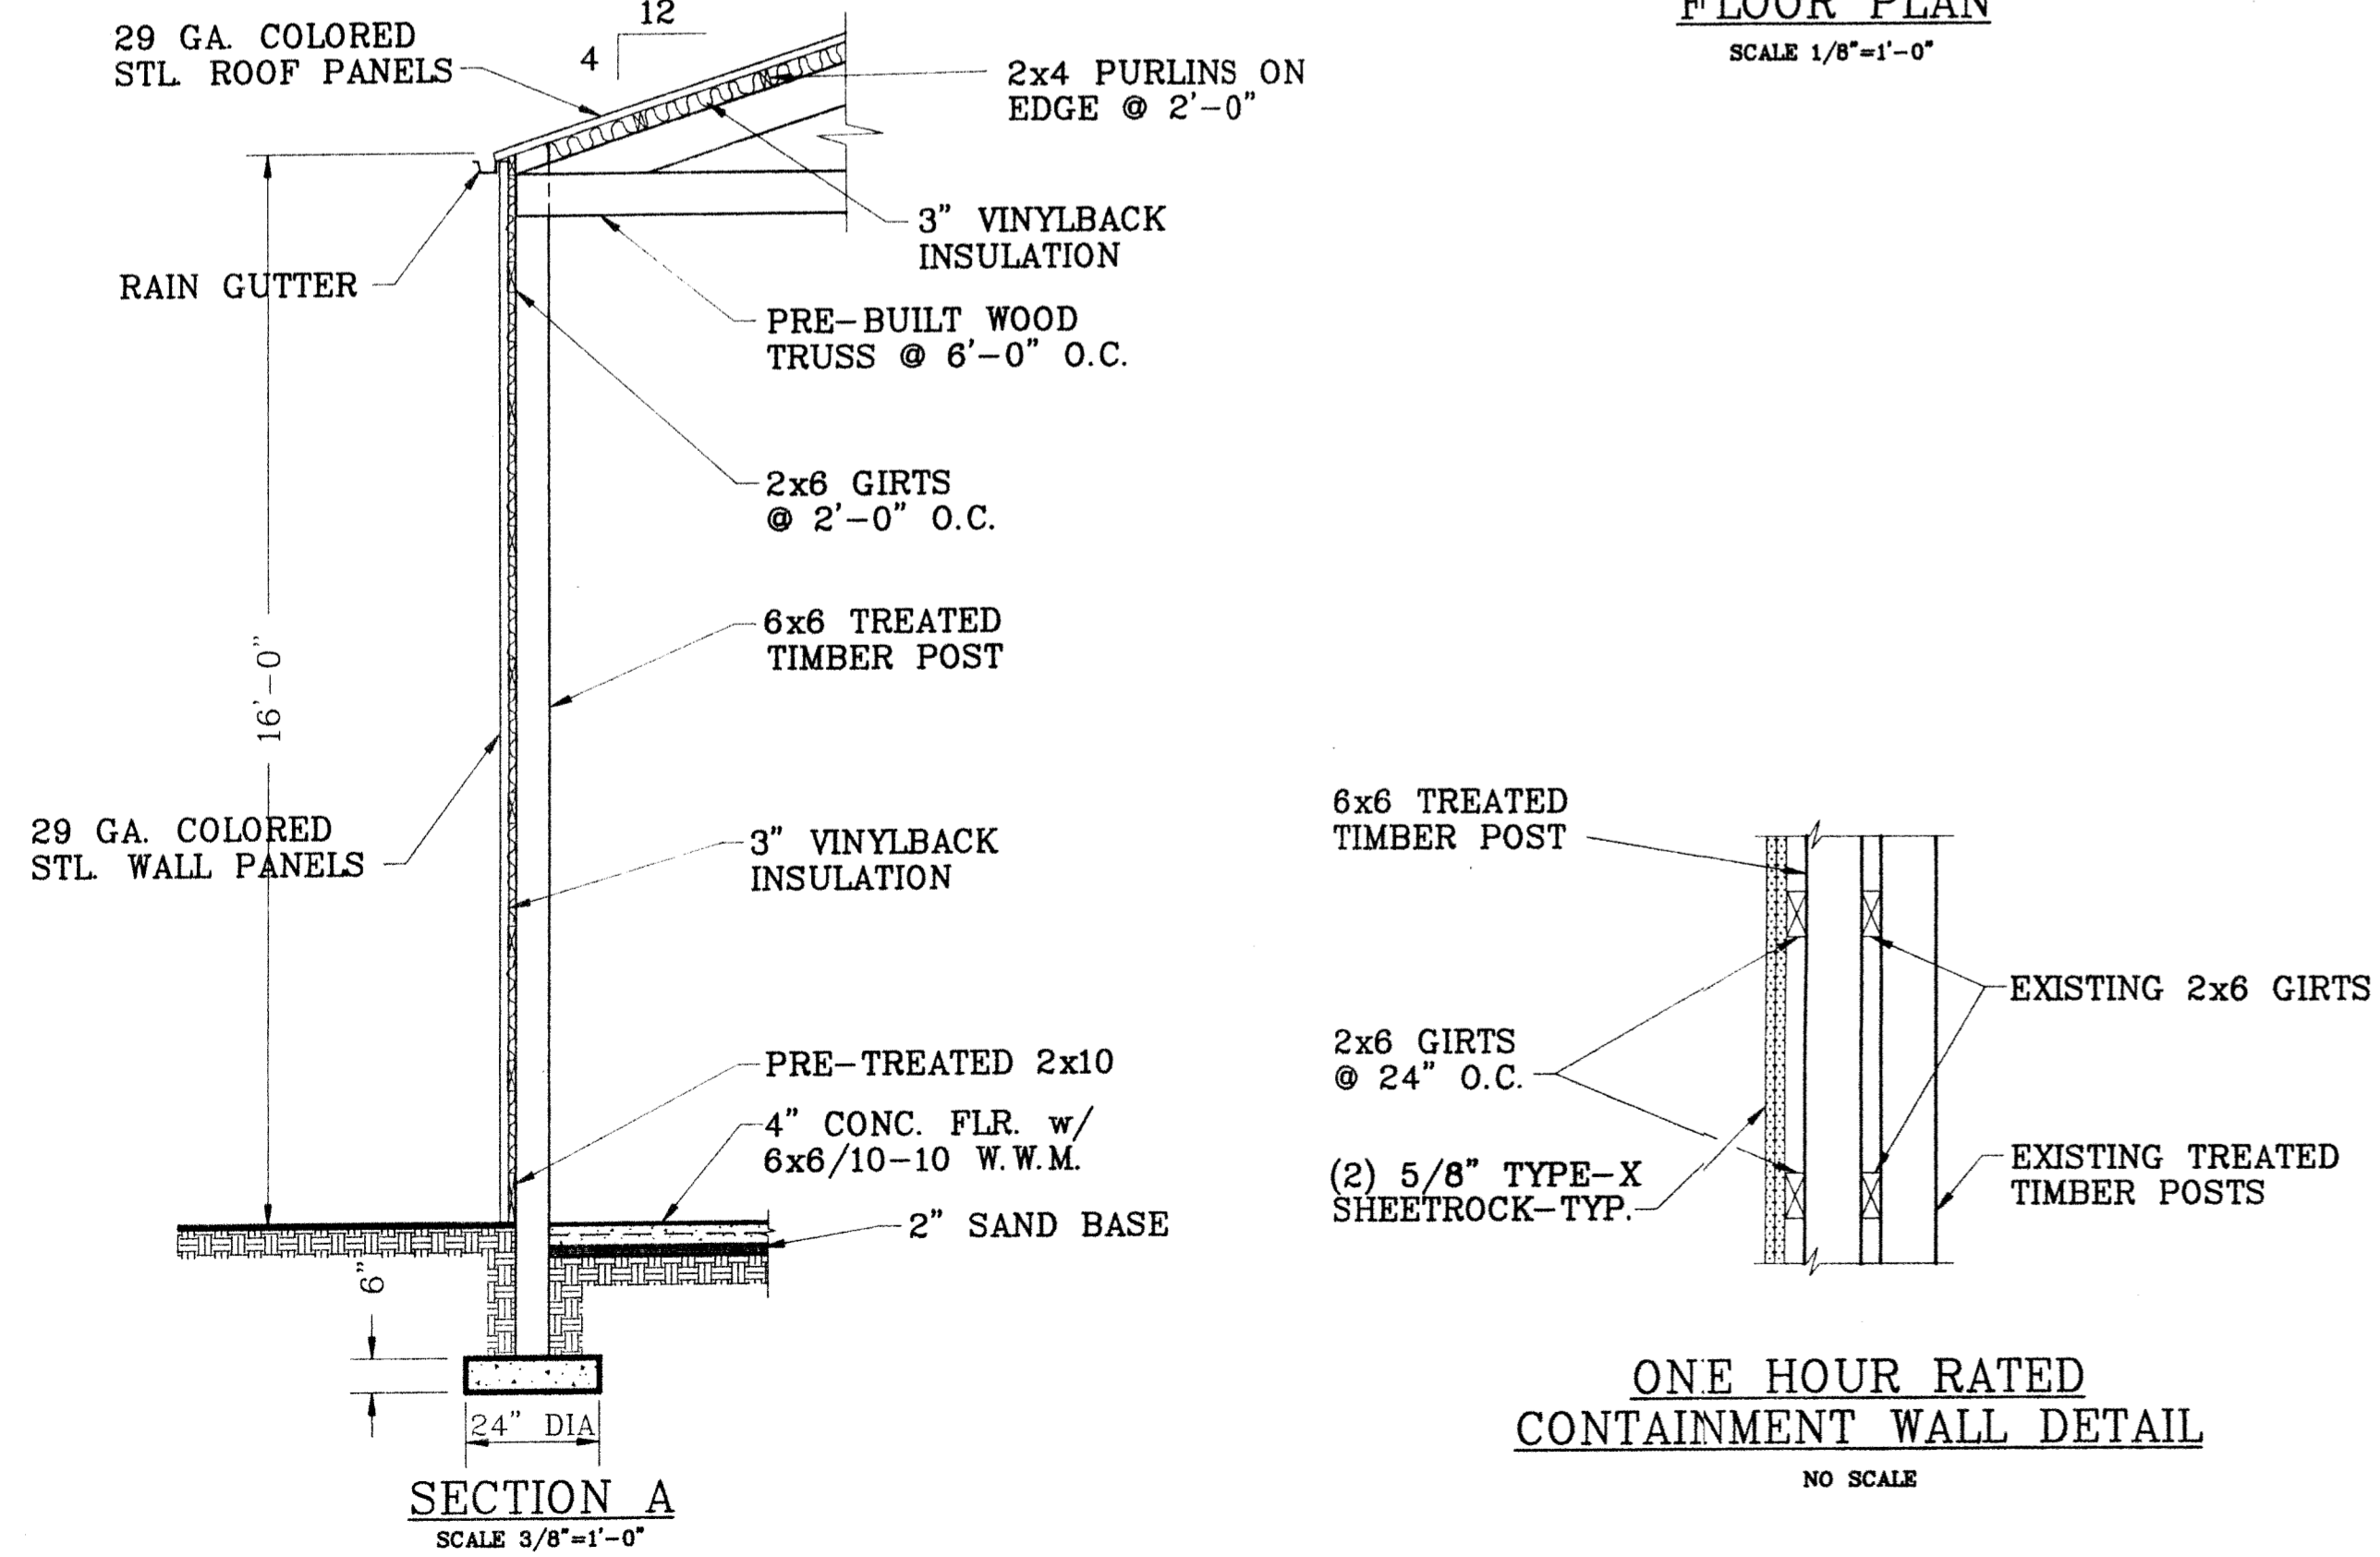 FLOOR PLAN
SCALE 1/8"=1'-0"
12
4
29 GA. COLORED
STL. ROOF PANELS
2x4 PURLINS ON
EDGE @ 2'-0"
3" VINYLBACK
INSULATION
RAIN GUTTER
PRE-BUILT WOOD
TRUSS @ 6'-0" O.C.
2x6 GIRTS
@ 2'-0" O.C.
6x6 TREATED
TIMBER POST
16'-0"
29 GA. COLORED
STL. WALL PANELS
3" VINYLBACK
INSULATION
PRE-TREATED 2x10
4" CONC. FLR. w/
6x6/10-10 W.W.M.
2" SAND BASE
6"
24" DIA
SECTION A
SCALE 3/8"=1'-0"
6x6 TREATED
TIMBER POST
EXISTING 2x6 GIRTS
2x6 GIRTS
@ 24" O.C.
(2) 5/8" TYPE-X
SHEETROCK-TYP.
EXISTING TREATED
TIMBER POSTS
ONE HOUR RATED
CONTAINMENT WALL DETAIL
NO SCALE